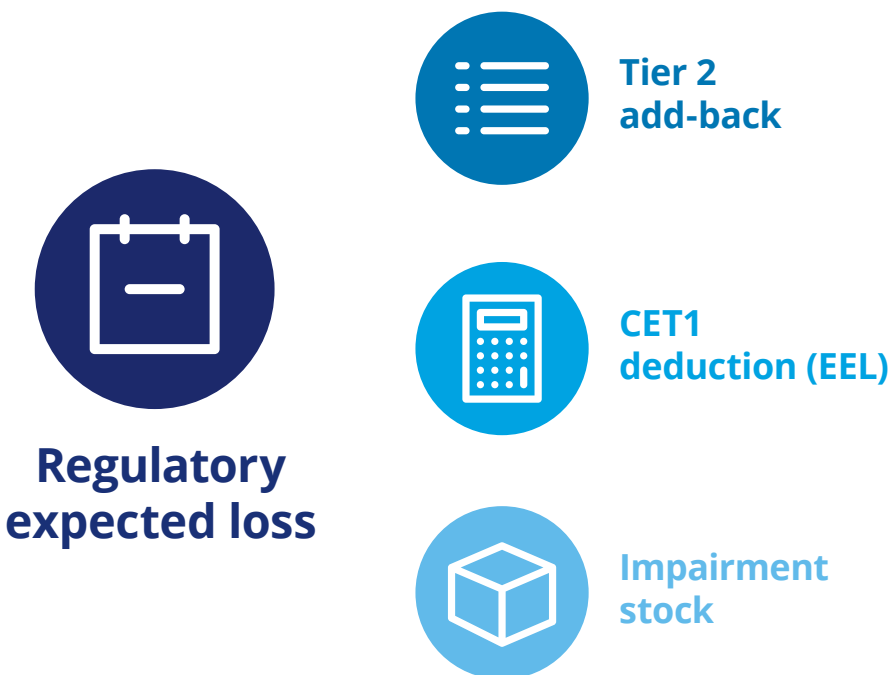 Tier 2
add-back
Regulatory
expected loss
CET1
deduction (EEL)
Impairment
stock